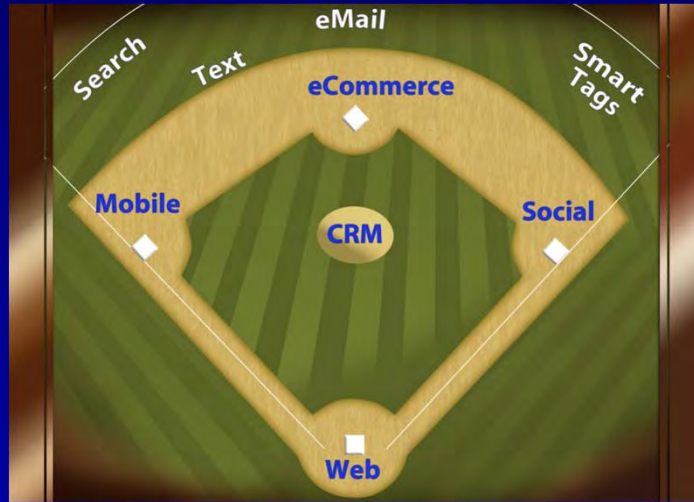 eMail
Search
Text
Smart
Tags
eCommerce
Mobile
Social
CRM
Web